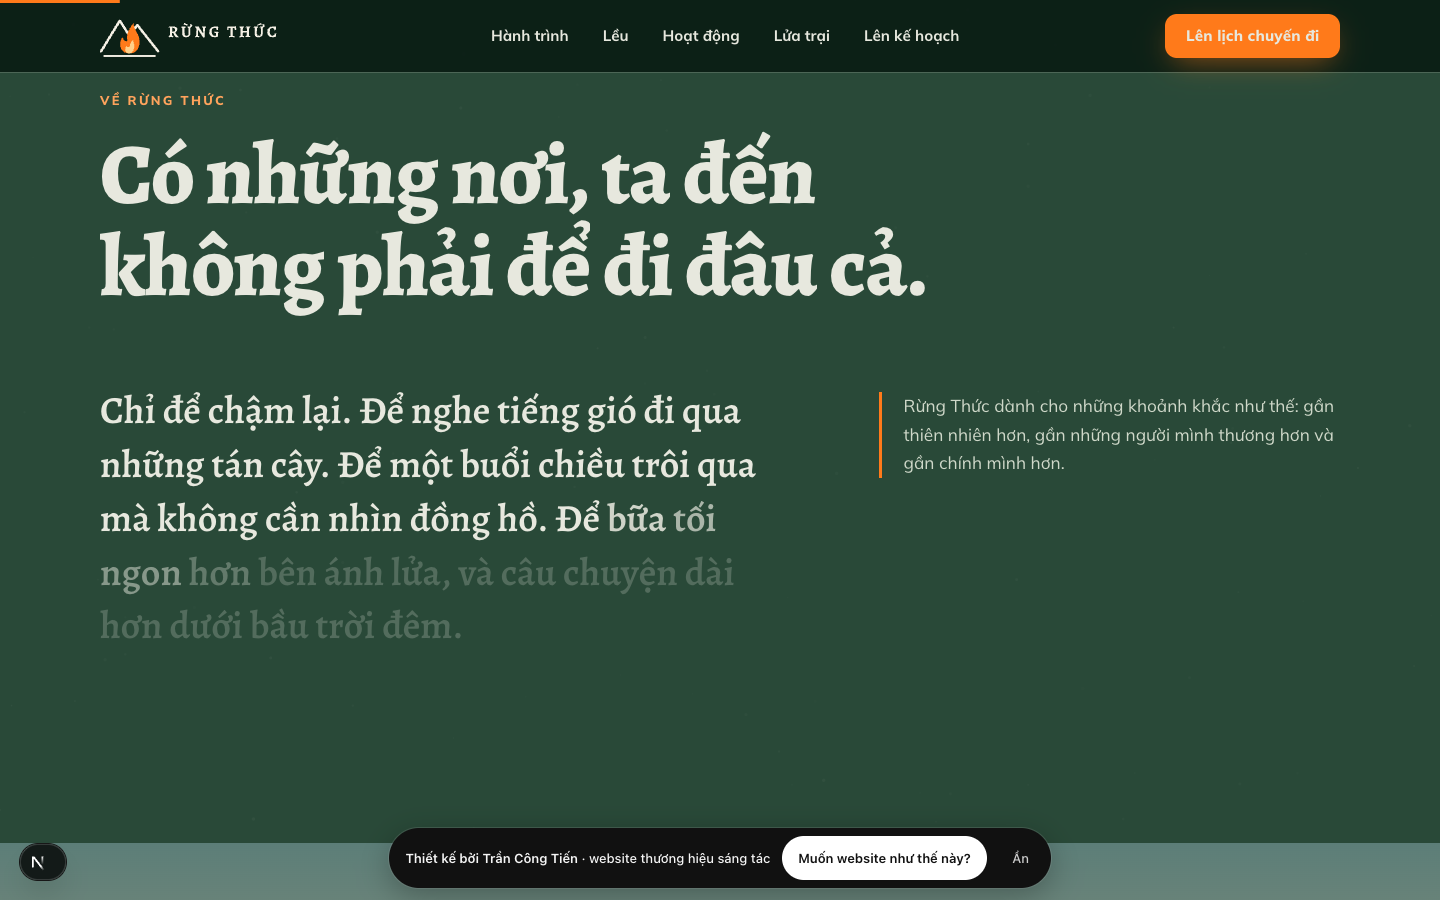 RỪNG THỨC
Hành trình
Lều
Hoạt động
Lửa trại
Lên kế hoạch
Lên lịch chuyến đi
VỀ RỪNG THỨC
Có những nơi, ta đến
không phải để đi đâu cả.
Chỉ để chậm lại. Để nghe tiếng gió đi qua
những tán cây. Để một buổi chiều trôi qua
mà không cần nhìn đồng hồ. Để bữa tối
ngon hơn bên ánh lửa, và câu chuyện dài
hơn dưới bầu trời đêm.
Rừng Thức dành cho những khoảnh khắc như thế: gần
thiên nhiên hơn, gần những người mình thương hơn và
gần chính mình hơn.
N
Thiết kế bởi Trần Công Tiến · website thương hiệu sáng tác
Muốn website như thế này?
Ẩn